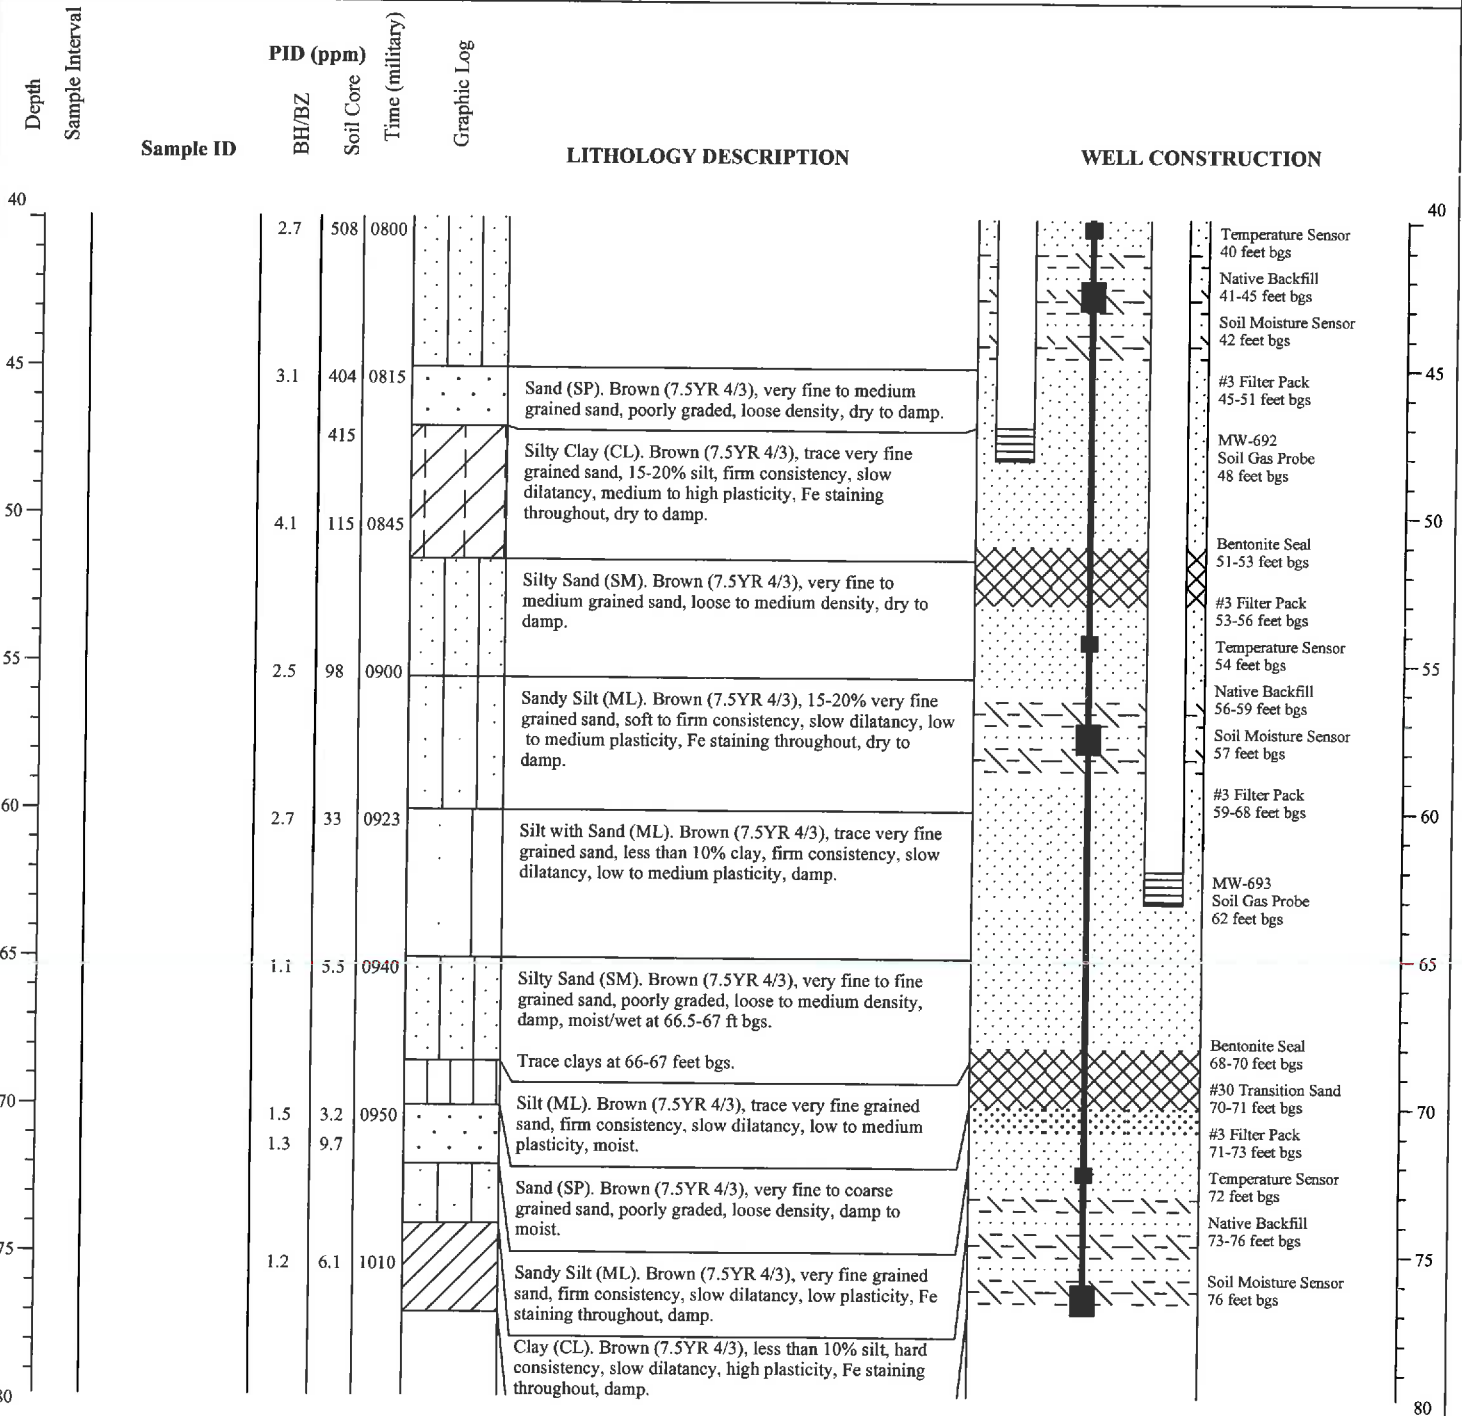 Depth
Sample Interval
Sample ID
PID (ppm)
BH/BZ
Soil Core
Time (military)
Graphic Log
LITHOLOGY DESCRIPTION
WELL CONSTRUCTION
40
2.7 508 0800
45
3.1 404 0815
415
50
4.1 115 0845
55
2.5 98 0900
60
2.7 33 0923
65
1.1 5.5 0940
70
1.5 3.2 0950
1.3 9.7
75
1.2 6.1 1010
80
Sand (SP). Brown (7.5YR 4/3), very fine to medium
grained sand, poorly graded, loose density, dry to damp.
Silty Clay (CL). Brown (7.5YR 4/3), trace very fine
grained sand, 15-20% silt, firm consistency, slow
dilatancy, medium to high plasticity, Fe staining
throughout, dry to damp.
Silty Sand (SM). Brown (7.5YR 4/3), very fine to
medium grained sand, loose to medium density, dry to
damp.
Sandy Silt (ML). Brown (7.5YR 4/3), 15-20% very fine
grained sand, soft to firm consistency, slow dilatancy, low
to medium plasticity, Fe staining throughout, dry to
damp.
Silt with Sand (ML). Brown (7.5YR 4/3), trace very fine
grained sand, less than 10% clay, firm consistency, slow
dilatancy, low to medium plasticity, damp.
Silty Sand (SM). Brown (7.5YR 4/3), very fine to fine
grained sand, poorly graded, loose to medium density,
damp, moist/wet at 66.5-67 ft bgs.
Trace clays at 66-67 feet bgs.
Silt (ML). Brown (7.5YR 4/3), trace very fine grained
sand, firm consistency, slow dilatancy, low to medium
plasticity, moist.
Sand (SP). Brown (7.5YR 4/3), very fine to coarse
grained sand, poorly graded, loose density, damp to
moist.
Sandy Silt (ML). Brown (7.5YR 4/3), very fine grained
sand, firm consistency, slow dilatancy, low plasticity, Fe
staining throughout, damp.
Clay (CL). Brown (7.5YR 4/3), less than 10% silt, hard
consistency, slow dilatancy, high plasticity, Fe staining
throughout, damp.
Temperature Sensor
40 feet bgs
Native Backfill
41-45 feet bgs
Soil Moisture Sensor
42 feet bgs
#3 Filter Pack
45-51 feet bgs
MW-692
Soil Gas Probe
48 feet bgs
Bentonite Seal
51-53 feet bgs
#3 Filter Pack
53-56 feet bgs
Temperature Sensor
54 feet bgs
Native Backfill
56-59 feet bgs
Soil Moisture Sensor
57 feet bgs
#3 Filter Pack
59-68 feet bgs
MW-693
Soil Gas Probe
62 feet bgs
Bentonite Seal
68-70 feet bgs
#30 Transition Sand
70-71 feet bgs
#3 Filter Pack
71-73 feet bgs
Temperature Sensor
72 feet bgs
Native Backfill
73-76 feet bgs
Soil Moisture Sensor
76 feet bgs
40
45
50
55
60
65
70
75
80